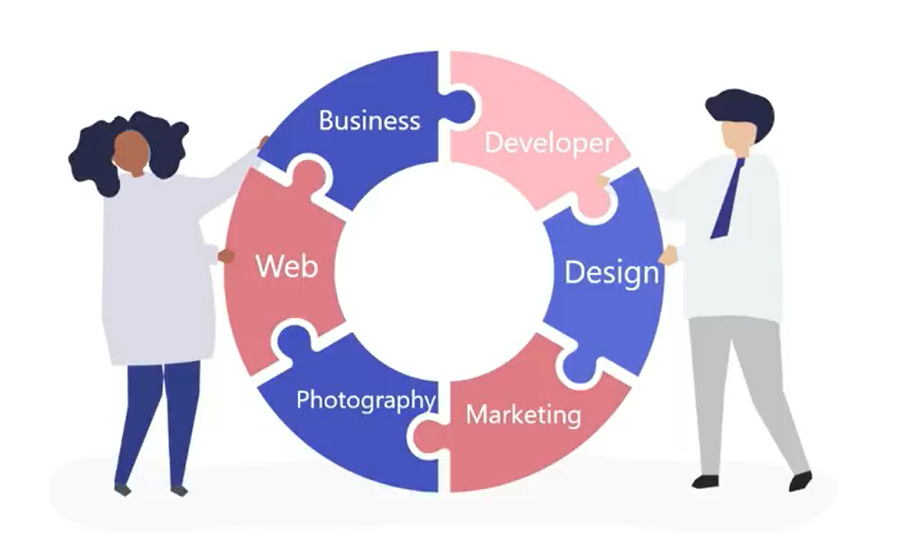 Business
Developer
Web
Design
Photography
Marketing